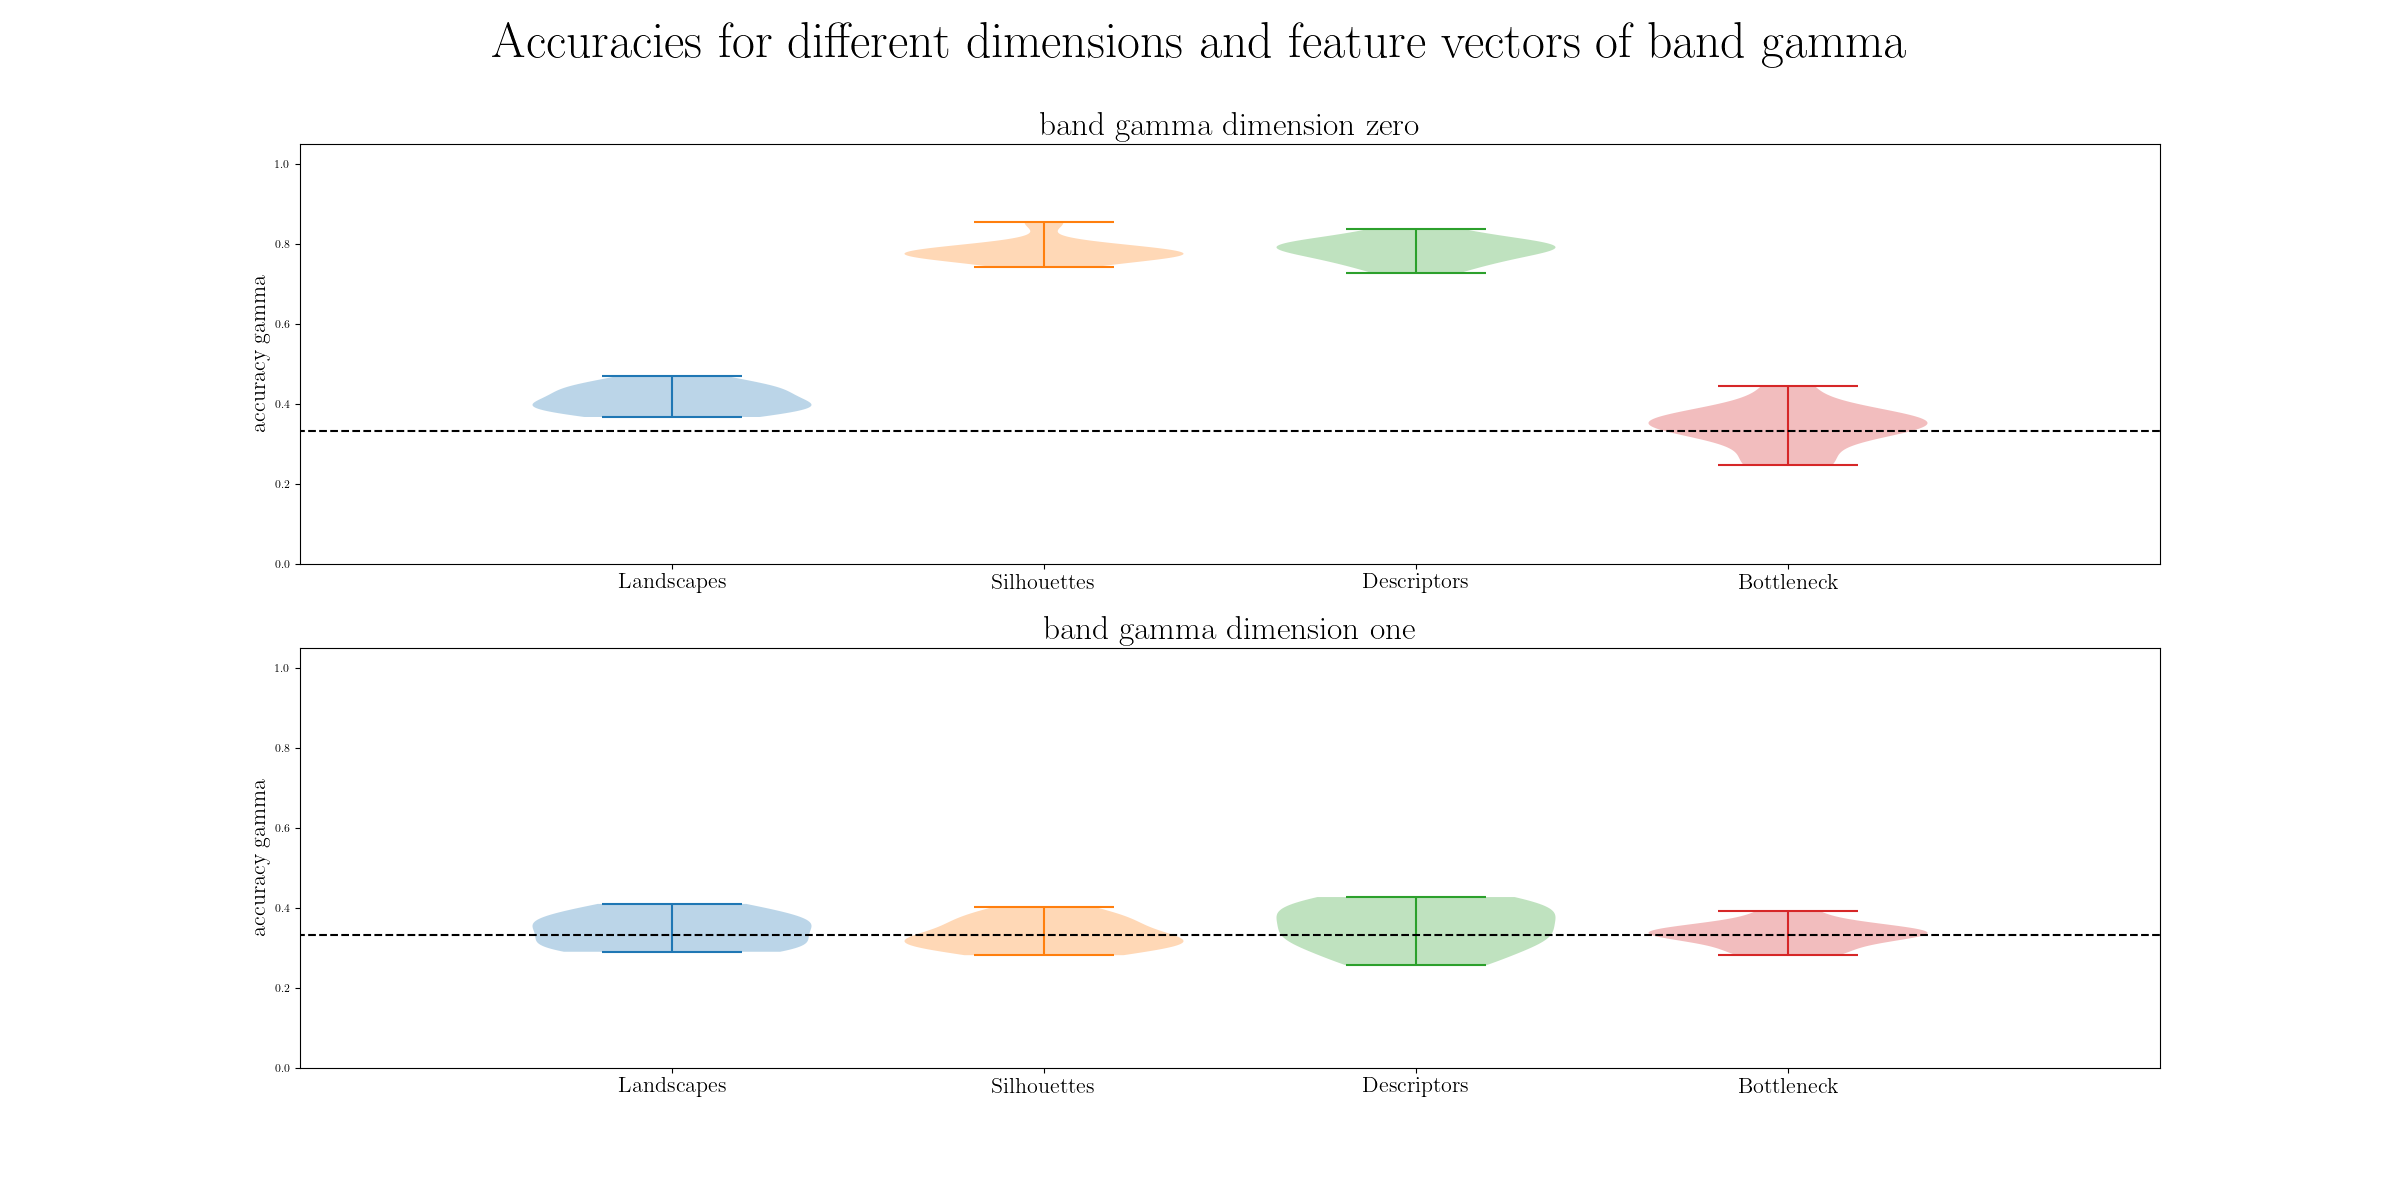 Accuracies for different dimensions and feature vectors of band gamma
band gamma dimension zero
1.0
0.8
0.6
0.4
0.2
0.0
accuracy gamma
Landscapes Silhouettes Descriptors Bottleneck
band gamma dimension one
1.0
0.8
0.6
0.4
0.2
0.0
accuracy gamma
Landscapes Silhouettes Descriptors Bottleneck